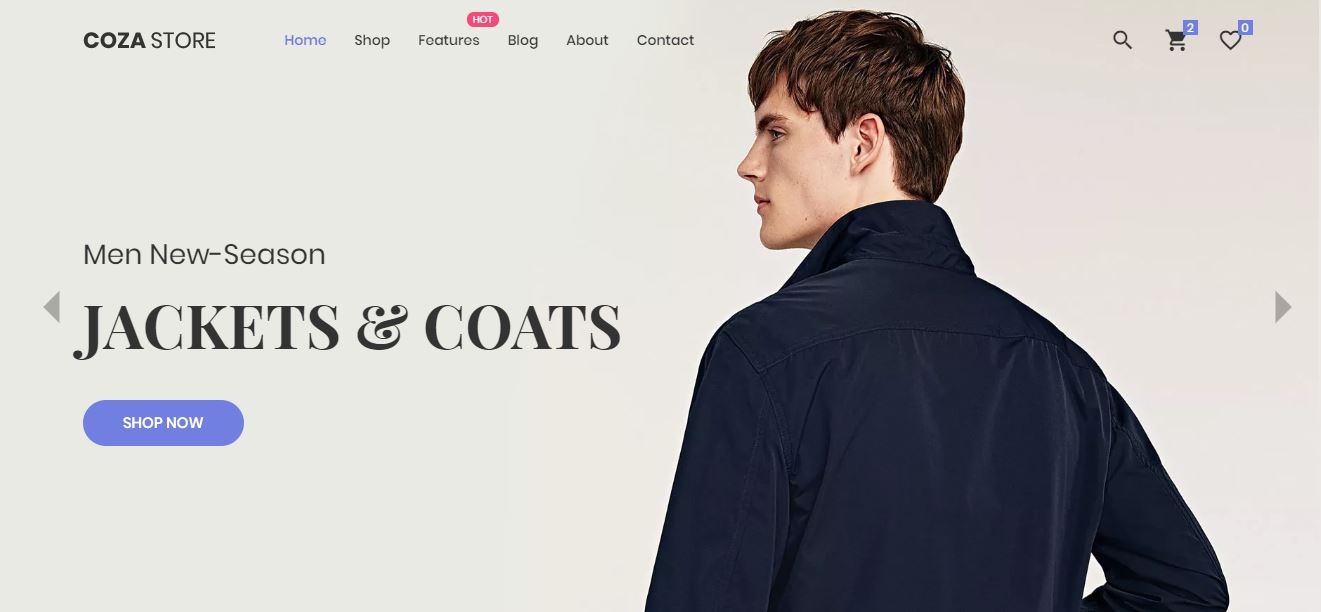 HOT
COZA STORE Home Shop Features Blog About Contact 2 0
Men New-Season
JACKETS & COATS
SHOP NOW